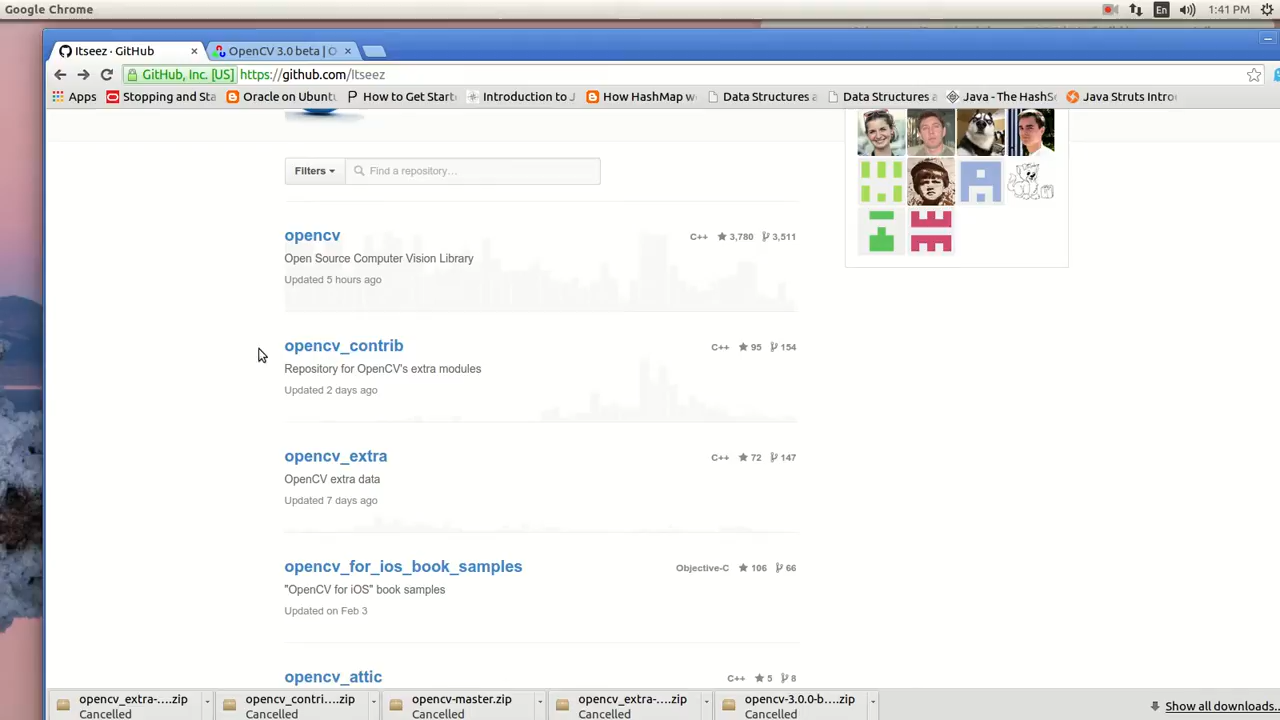 Google Chrome
En
1:41 PM
Itseez · GitHub
×
OpenCV 3.0 beta | O
×
GitHub, Inc. [US]
https://github.com/Itseez
Apps
Stopping and Sta
Oracle on Ubuntu
How to Get Starte
Introduction to J
How HashMap w
Data Structures a
Data Structures a
Java - The HashS
Java Struts Intro
Filters
Find a repository…
opencv
C++ 3,780 3,511
Open Source Computer Vision Library
Updated 5 hours ago
opencv_contrib
C++ 95 154
Repository for OpenCV's extra modules
Updated 2 days ago
opencv_extra
C++ 72 147
OpenCV extra data
Updated 7 days ago
opencv_for_ios_book_samples
Objective-C 106 66
"OpenCV for iOS" book samples
Updated on Feb 3
opencv_attic
C++ 5 8
opencv_extra-....zip
Cancelled
opencv_contri...zip
Cancelled
opencv-master.zip
Cancelled
opencv_extra-....zip
Cancelled
opencv-3.0.0-b....zip
Cancelled
Show all downloads..